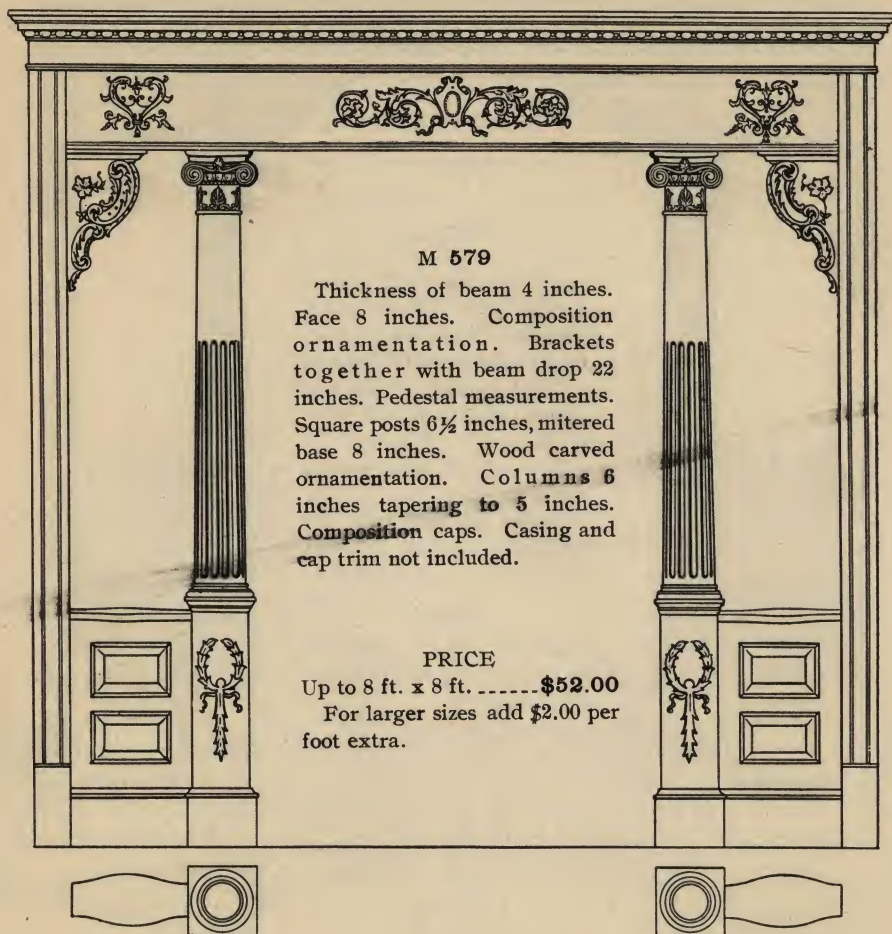 M 579
Thickness of beam 4 inches.
Face 8 inches. Composition
ornamentation. Brackets
together with beam drop 22
inches. Pedestal measurements.
Square posts 6½ inches, mitered
base 8 inches. Wood carved
ornamentation. Columns 6
inches tapering to 5 inches.
Composition caps. Casing and
cap trim not included.
PRICE
Up to 8 ft. x 8 ft. ------- $52.00
For larger sizes add $2.00 per
foot extra.